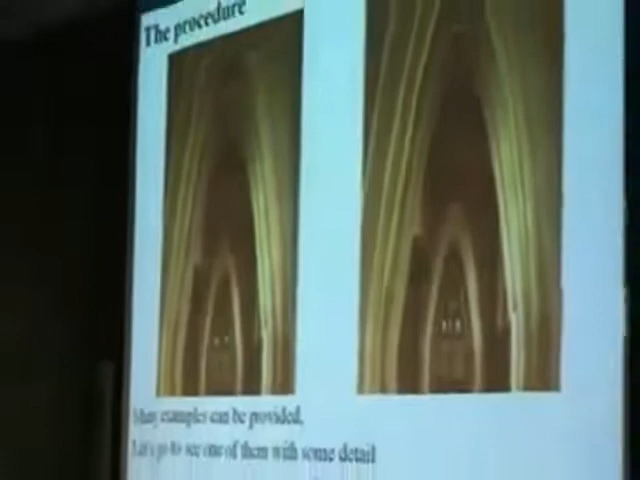 The procedure
Many examples can be provided,
Let's go to see one of them with some detail